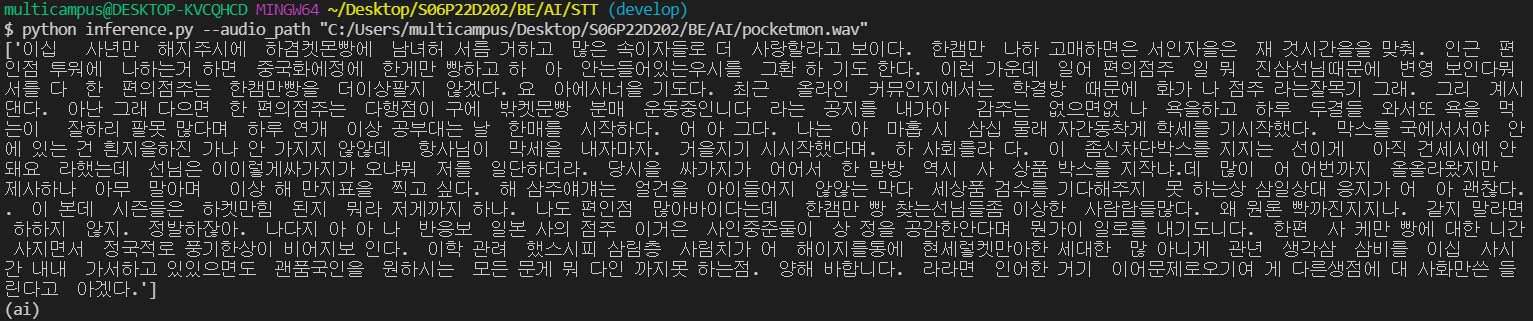 multicampus@DESKTOP-KVCQHCD MINGW64 ~/Desktop/S06P22D202/BE/AI/STT (develop)
$ python inference.py --audio_path "C:/Users/multicampus/Desktop/S06P22D202/BE/AI/pocketmon.wav"
['이십 사년만 해지주시에 하겸켓몬빵에 남녀허 서름 거하고 많은 속이자들로 더 사랑할라고 보이다. 한캠만 나하 고매하면은 서인자을은 재 것시간을을 맞춰. 인근 편
인점 투워에 나하는거 하면 중국화에정에 한게만 빵하고 하 아 안는들어있는우시를 그환 하 기도 한다. 이런 가운데 일어 편의점주 일 뭐 진삼선님때문에 변영 보인다뭐
서를 다 한 편의점주는 한캠만빵을 더이상팔지 않겠다.요 아에사녀을 기도다. 최근 올라인 커뮤인지에서는 학결방 때문에 화가 나 점주 라는잘목기 그래. 그리 계시
댄다. 아난 그래 다으면 한 편의점주는 다행점이 구에 밖켓문빵 분매 운동중인니다 라는 공지를 내가아 감주는 없으면없 나 욕을하고 하루 두결들 와서또 욕을 먹
는이 잘하리 팔못 많다며 하루 연개 이상 공부대는 날 한매를 시작하다. 어 아 그다. 나는 아 마흡 시 삼십 물래 자간동착게 학세를 기시작했다. 막스를 국에서서야 안
에 있는 건 흰지을하진 가나 안 가지지 않않데 항사님이 막세을 내자마자. 거을지기 시시작했다며. 하 사회틀라 다. 이 좀신차단박스를 지지는 선이게 아직 건세시에 안
돼요 라했는데 선님은 이이렇게싸가지가 오냐뭐 저를 일단하더라. 당시을 싸가지가 어어서 한 말방 역시 사 상품 박스를 지작냐.데 많이 어 어번까지 올올라왔지만
제사하나 아무 말아며 이상 해 만지표을 찍고 싶다. 해 삼주얘걔는 얼건을 아이들어지 않않는 막다 세상품 검수를 기다해주지 못 하는상 삼일상대 응지가 어 아 괜찮다.
. 이 본데 시즌들은 하켓만힘 된지 뭐라 저게까지 하나. 나도 편인점 많아바이다는데 한캠만 빵 찾는선님들좀 이상한 사람람들많다. 왜 원론 빡까진지지나. 같지 말라면
하하지 않지. 정발하잖아. 나다지 아 아 나 반응보 일본 사의 점주 이거은 사인중준둘이 상 정을 공감한안다며 뭔가이 일로를 내기도니다. 한편 사 케만 빵에 대한 니간
사지면서 정국적로 풍기한상이 비어지보 인다. 이학 관려 했스시피 삼림층 사림치가 어 해이지를통에 현세렇켓만아한 세대한 많 아니게 관년 생각삼 삼비를 이십 사시
간 내내 가서하고 있있으면도 괜품국인을 원하시는 모든 문게 뭐 다인 까지못 하는점. 양해 바합니다. 라라면 인어한 거기 이어문제로오기여 게 다른생점에 대 사화만쓴 들
린다고 아겠다.']
(ai)